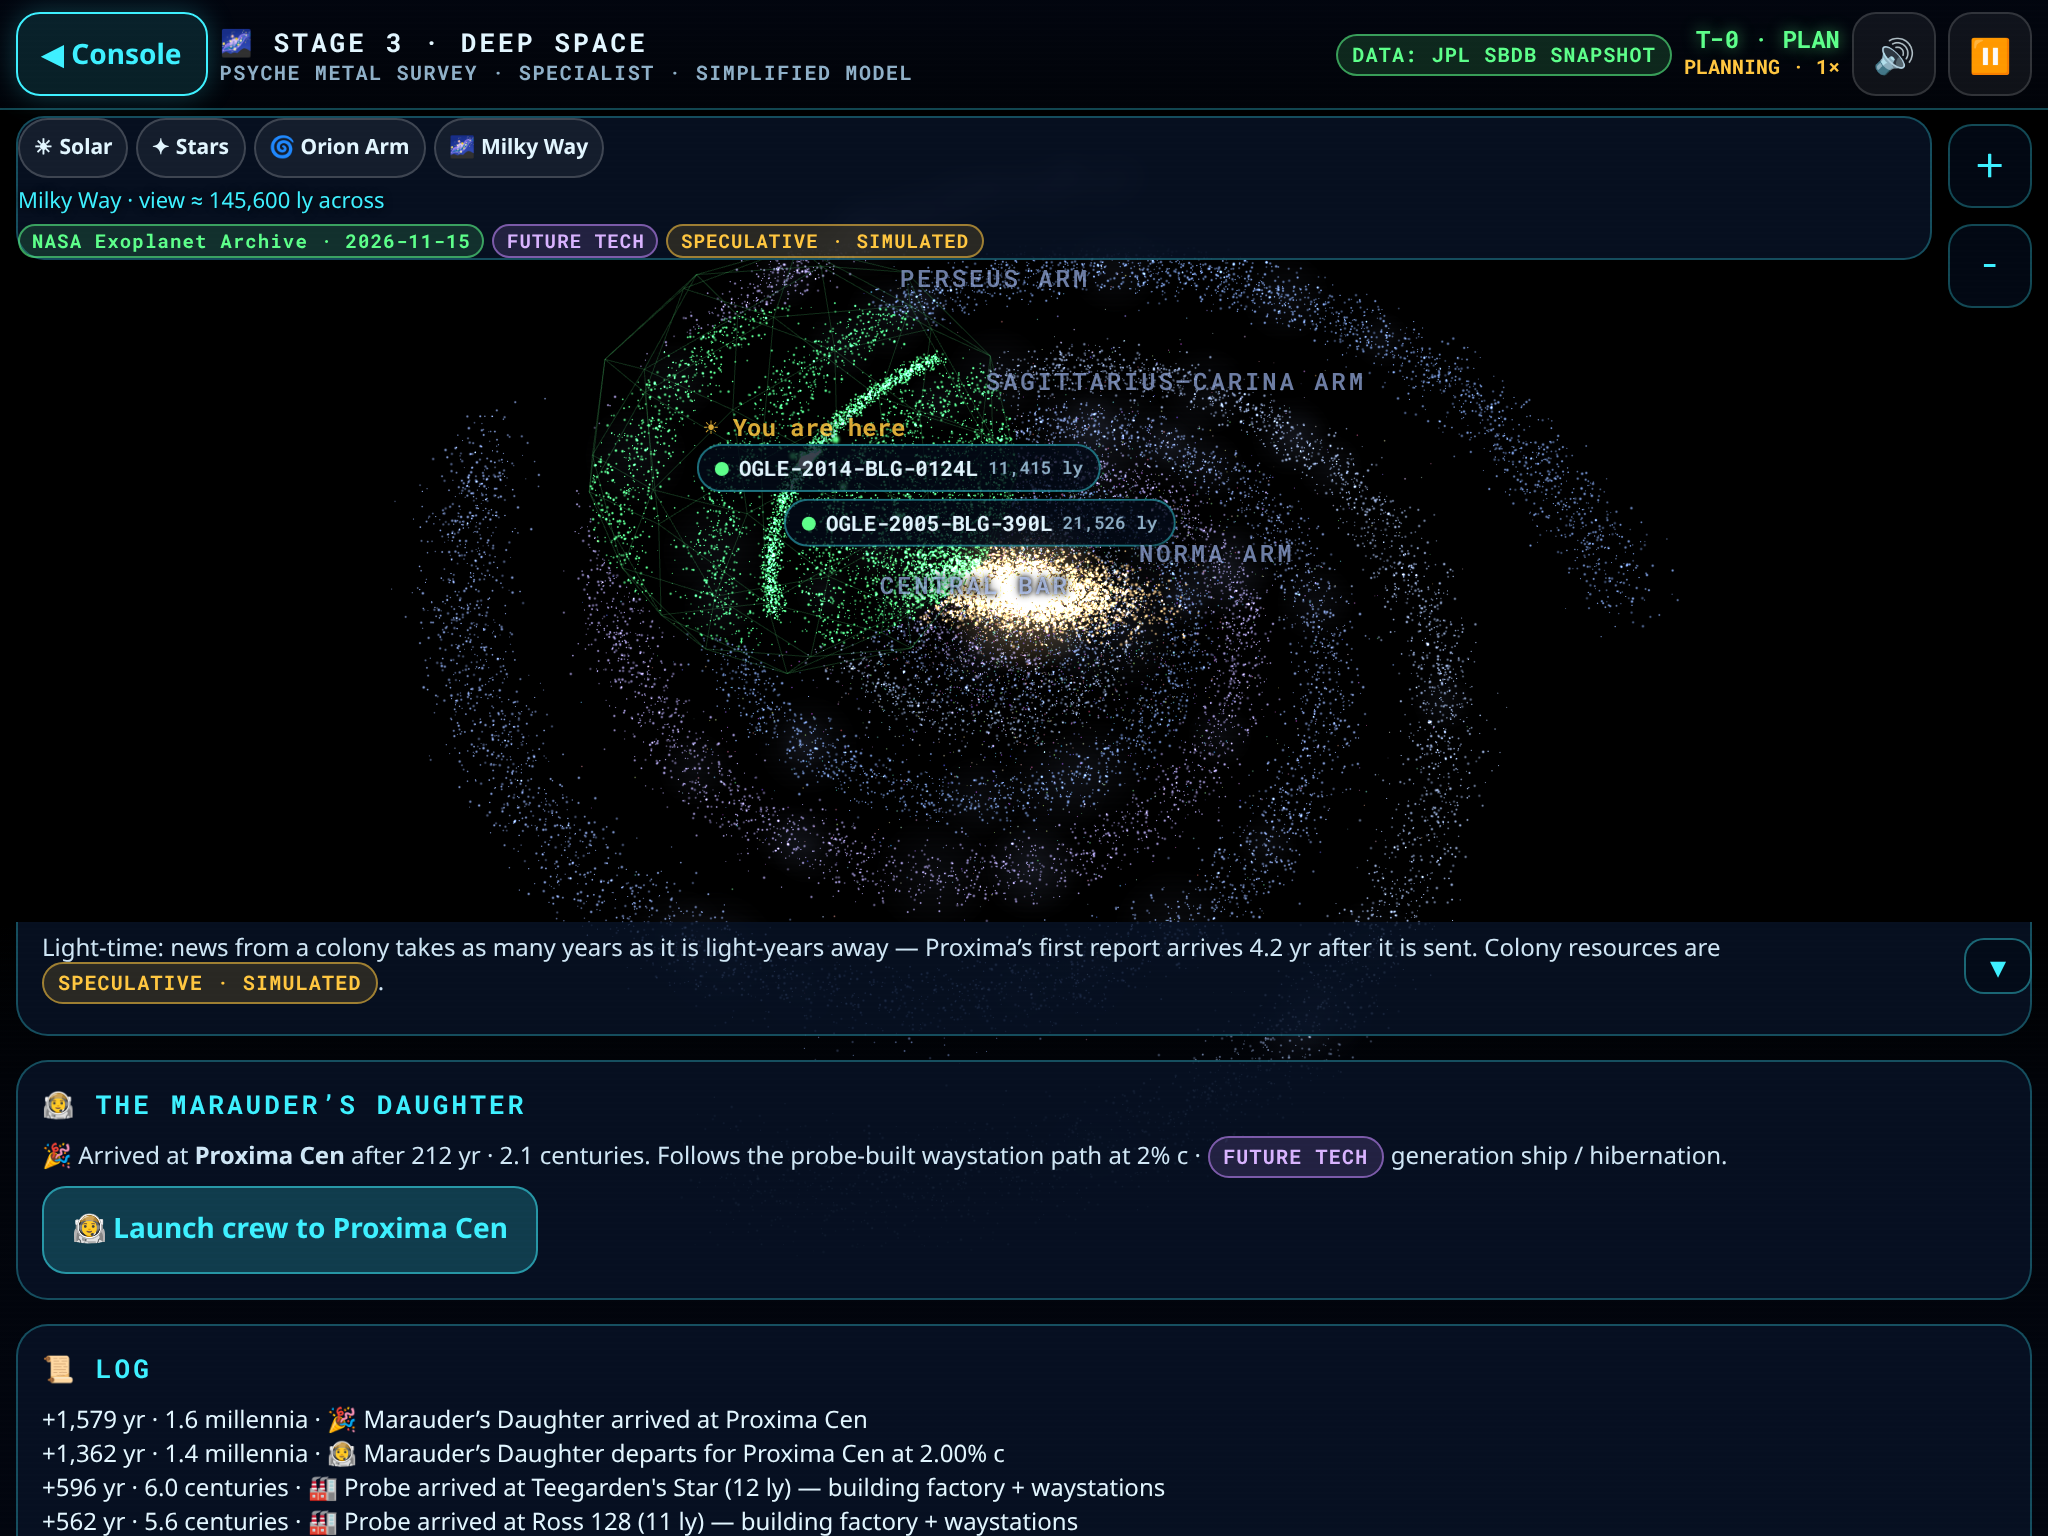 ◀ Console
🌌 STAGE 3 · DEEP SPACE
PSYCHE METAL SURVEY · SPECIALIST · SIMPLIFIED MODEL
DATA: JPL SBDB SNAPSHOT
T-0 · PLAN
PLANNING · 1×
☀ Solar
✦ Stars
🌀 Orion Arm
🌌 Milky Way
+
Milky Way · view ≈ 145,600 ly across
NASA Exoplanet Archive · 2026-11-15
FUTURE TECH
SPECULATIVE · SIMULATED
-
PERSEUS ARM
SAGITTARIUS-CARINA ARM
☀ You are here
OGLE-2014-BLG-0124L 11,415 ly
OGLE-2005-BLG-390L 21,526 ly
NORMA ARM
CENTRAL BAR
Light-time: news from a colony takes as many years as it is light-years away — Proxima’s first report arrives 4.2 yr after it is sent. Colony resources are
SPECULATIVE · SIMULATED.
▼
👩‍🚀 THE MARAUDER’S DAUGHTER
🎉 Arrived at Proxima Cen after 212 yr · 2.1 centuries. Follows the probe-built waystation path at 2% c · FUTURE TECH generation ship / hibernation.
👩‍🚀 Launch crew to Proxima Cen
📜 LOG
+1,579 yr · 1.6 millennia · 🎉 Marauder’s Daughter arrived at Proxima Cen
+1,362 yr · 1.4 millennia · 👩‍🚀 Marauder’s Daughter departs for Proxima Cen at 2.00% c
+596 yr · 6.0 centuries · 🏭 Probe arrived at Teegarden's Star (12 ly) — building factory + waystations
+562 yr · 5.6 centuries · 🏭 Probe arrived at Ross 128 (11 ly) — building factory + waystations